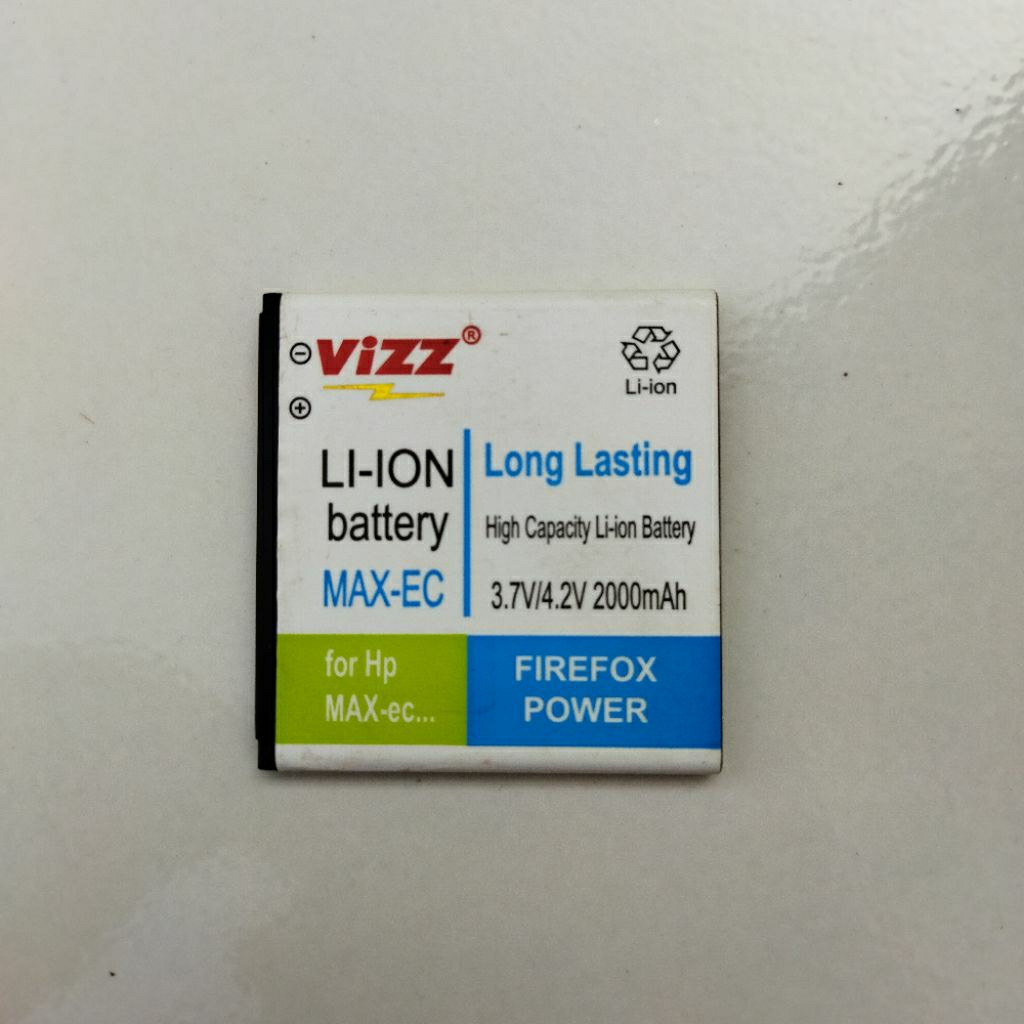 ViZZ®
Li-ion
LI-ION
battery
MAX-EC
Long Lasting
High Capacity Li-ion Battery
3.7V/4.2V 2000mAh
for Hp
MAX-ec...
FIREFOX
POWER